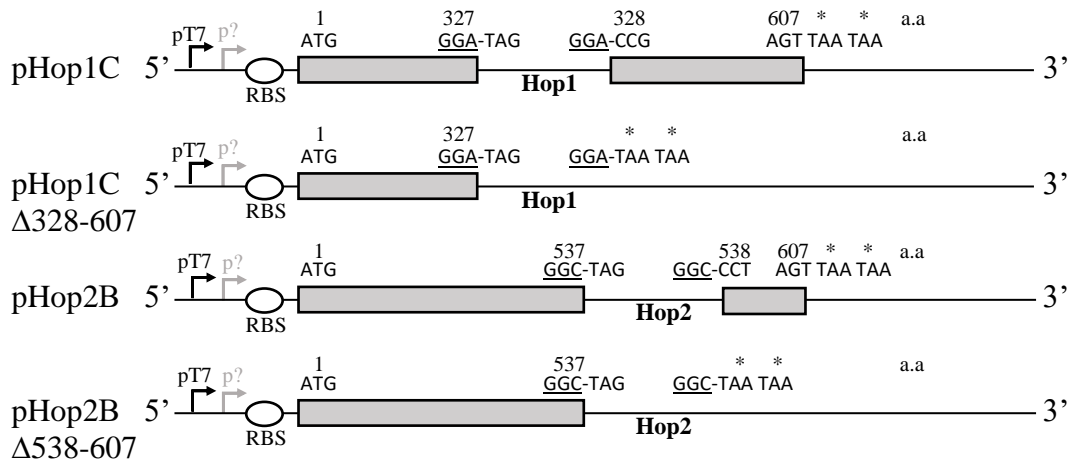 1 327 328 607 * * a.a
pT7 p? ATG GGA-TAG GGA-CCG AGT TAA TAA
pHop1C 5’ 3’
RBS Hop1
1 327 * * a.a
pT7 p? ATG GGA-TAG GGA-TAA TAA
pHop1C 5’ 3’
Δ328-607 RBS Hop1
1 537 538 607 * * a.a
pT7 p? ATG GGC-TAG GGC-CCT AGT TAA TAA
pHop2B 5’ 3’
RBS Hop2
1 537 * * a.a
pT7 p? ATG GGC-TAG GGC-TAA TAA
pHop2B 5’ 3’
Δ538-607 RBS Hop2